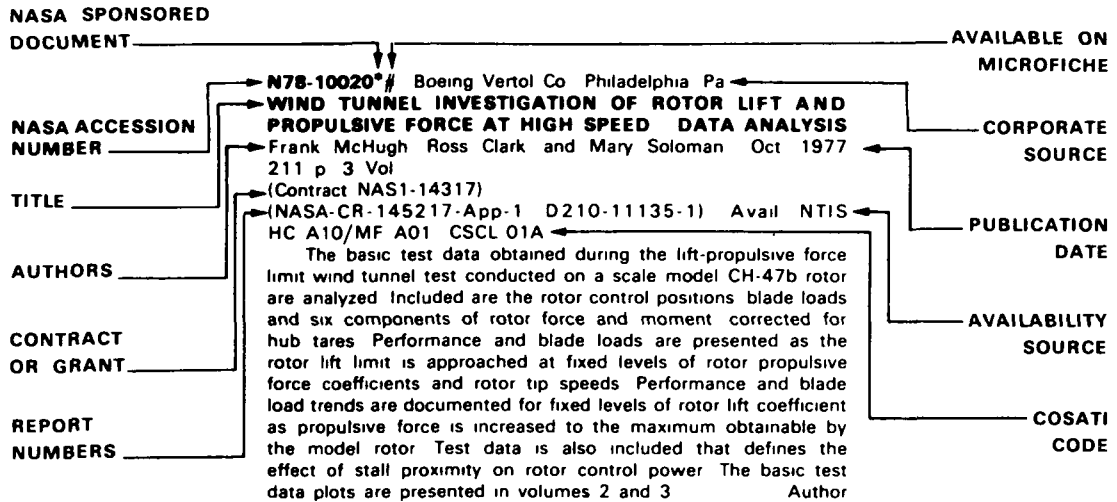 NASA SPONSORED
DOCUMENT
AVAILABLE ON
MICROFICHE
NASA ACCESSION
NUMBER
TITLE
AUTHORS
CONTRACT
OR GRANT
REPORT
NUMBERS
N78-10020*# Boeing Vertol Co Philadelphia Pa
WIND TUNNEL INVESTIGATION OF ROTOR LIFT AND
PROPULSIVE FORCE AT HIGH SPEED DATA ANALYSIS
Frank McHugh Ross Clark and Mary Soloman Oct 1977
211 p 3 Vol
(Contract NAS1-14317)
(NASA-CR-145217-App-1 D210-11135-1) Avail NTIS
HC A10/MF A01 CSCL 01A
The basic test data obtained during the lift-propulsive force
limit wind tunnel test conducted on a scale model CH-47b rotor
are analyzed Included are the rotor control positions blade loads
and six components of rotor force and moment corrected for
hub tares Performance and blade loads are presented as the
rotor lift limit is approached at fixed levels of rotor propulsive
force coefficients and rotor tip speeds Performance and blade
load trends are documented for fixed levels of rotor lift coefficient
as propulsive force is increased to the maximum obtainable by
the model rotor Test data is also included that defines the
effect of stall proximity on rotor control power The basic test
data plots are presented in volumes 2 and 3 Author
CORPORATE
SOURCE
PUBLICATION
DATE
AVAILABILITY
SOURCE
COSATI
CODE